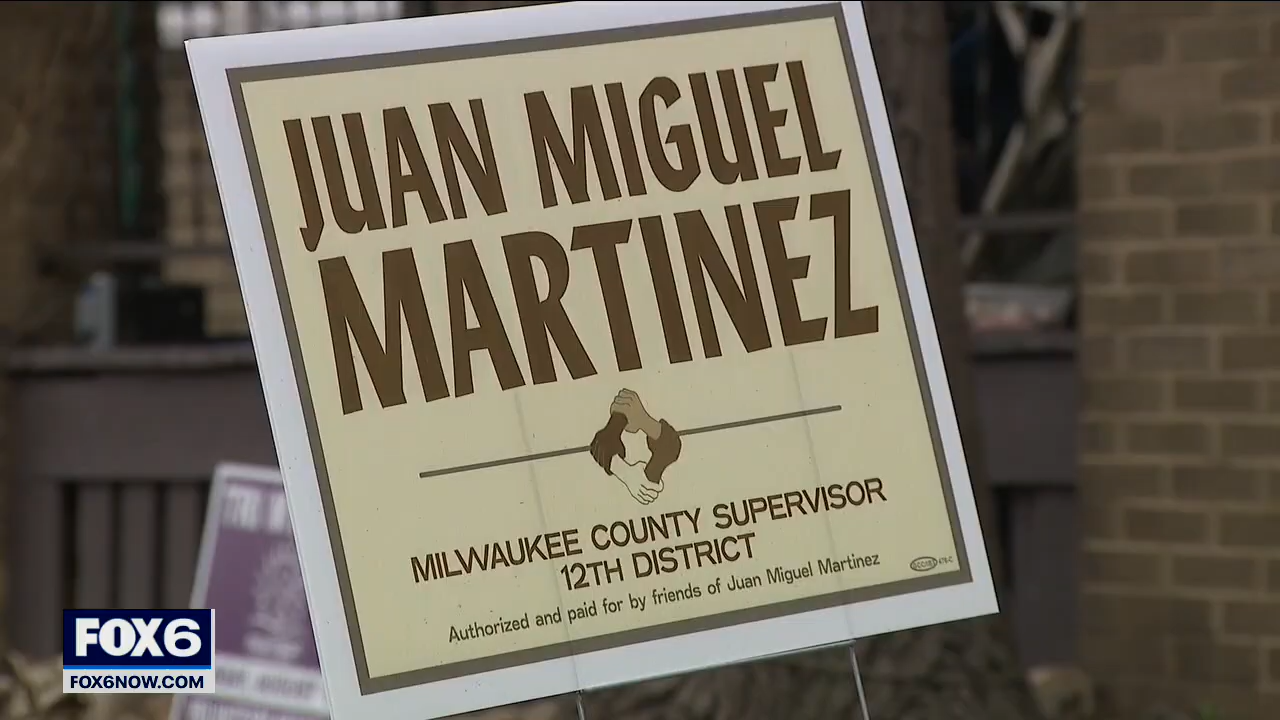 JUAN MIGUEL
MARTINEZ
MILWAUKEE COUNTY SUPERVISOR
12TH DISTRICT
Authorized and paid for by friends of Juan Miguel Martinez
FOX6
FOX6NOW.COM